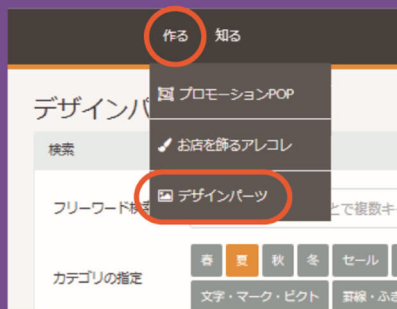 作る 知る
プロモーションPOP
デザインパ
お店を飾るアレコレ
検索
デザインパーツ
フリーワード検
とで複数キー
春 夏 秋 冬 セール
カテゴリの指定
文字・マーク・ピクト 罫線・ふき